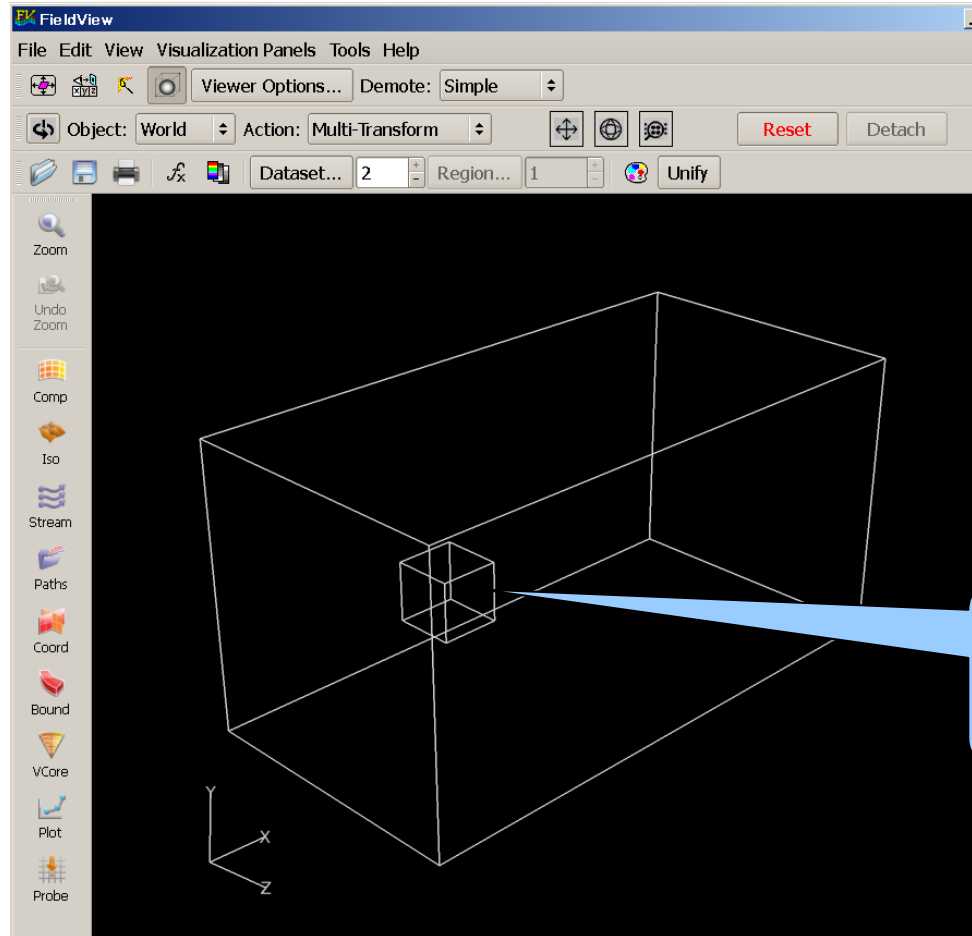 FieldView
File Edit View Visualization Panels Tools Help
Viewer Options... Demote: Simple
Object: World Action: Multi-Transform Reset Detach
Dataset... 2 Region... 1 Unify
Zoom
Undo
Zoom
Comp
Iso
Stream
Paths
Coord
Bound
VCore
Plot
Probe
Y
X
Z